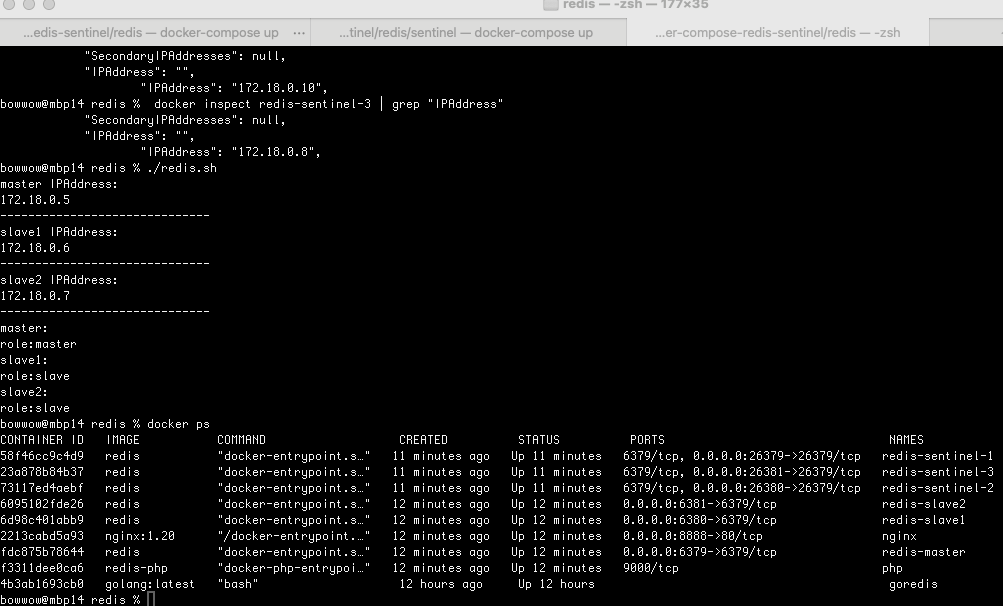 redis — -zsh — 177×35
...edis-sentinel/redis — docker-compose up ... ...tinel/redis/sentinel — docker-compose up ...er-compose-redis-sentinel/redis — -zsh
"SecondaryIPAddresses": null,
"IPAddress": "",
"IPAddress": "172.18.0.10",
bowwow@mbp14 redis %  docker inspect redis-sentinel-3 | grep "IPAddress"
"SecondaryIPAddresses": null,
"IPAddress": "",
"IPAddress": "172.18.0.8",
bowwow@mbp14 redis % ./redis.sh
master IPAddress:
172.18.0.5
------------------------------
slave1 IPAddress:
172.18.0.6
------------------------------
slave2 IPAddress:
172.18.0.7
------------------------------
master:
role:master
slave1:
role:slave
slave2:
role:slave
bowwow@mbp14 redis % docker ps
CONTAINER ID   IMAGE           COMMAND                  CREATED          STATUS          PORTS                                NAMES
58f46cc9c4d9   redis           "docker-entrypoint.s…"   11 minutes ago   Up 11 minutes   6379/tcp, 0.0.0.0:26379->26379/tcp   redis-sentinel-1
23a878b84b37   redis           "docker-entrypoint.s…"   11 minutes ago   Up 11 minutes   6379/tcp, 0.0.0.0:26381->26379/tcp   redis-sentinel-3
73117ed4aebf   redis           "docker-entrypoint.s…"   11 minutes ago   Up 11 minutes   6379/tcp, 0.0.0.0:26380->26379/tcp   redis-sentinel-2
6095102fde26   redis           "docker-entrypoint.s…"   12 minutes ago   Up 12 minutes   0.0.0.0:6381->6379/tcp               redis-slave2
6d98c401abb9   redis           "docker-entrypoint.s…"   12 minutes ago   Up 12 minutes   0.0.0.0:6380->6379/tcp               redis-slave1
2213cabd5a93   nginx:1.20      "/docker-entrypoint.…"   12 minutes ago   Up 12 minutes   0.0.0.0:8888->80/tcp                 nginx
fdc875b78644   redis           "docker-entrypoint.s…"   12 minutes ago   Up 12 minutes   0.0.0.0:6379->6379/tcp               redis-master
f3311dee0ca6   redis-php       "docker-php-entrypoi…"   12 minutes ago   Up 12 minutes   9000/tcp                             php
4b3ab1693cb0   golang:latest   "bash"                   12 hours ago     Up 12 hours                                          goredis
bowwow@mbp14 redis %